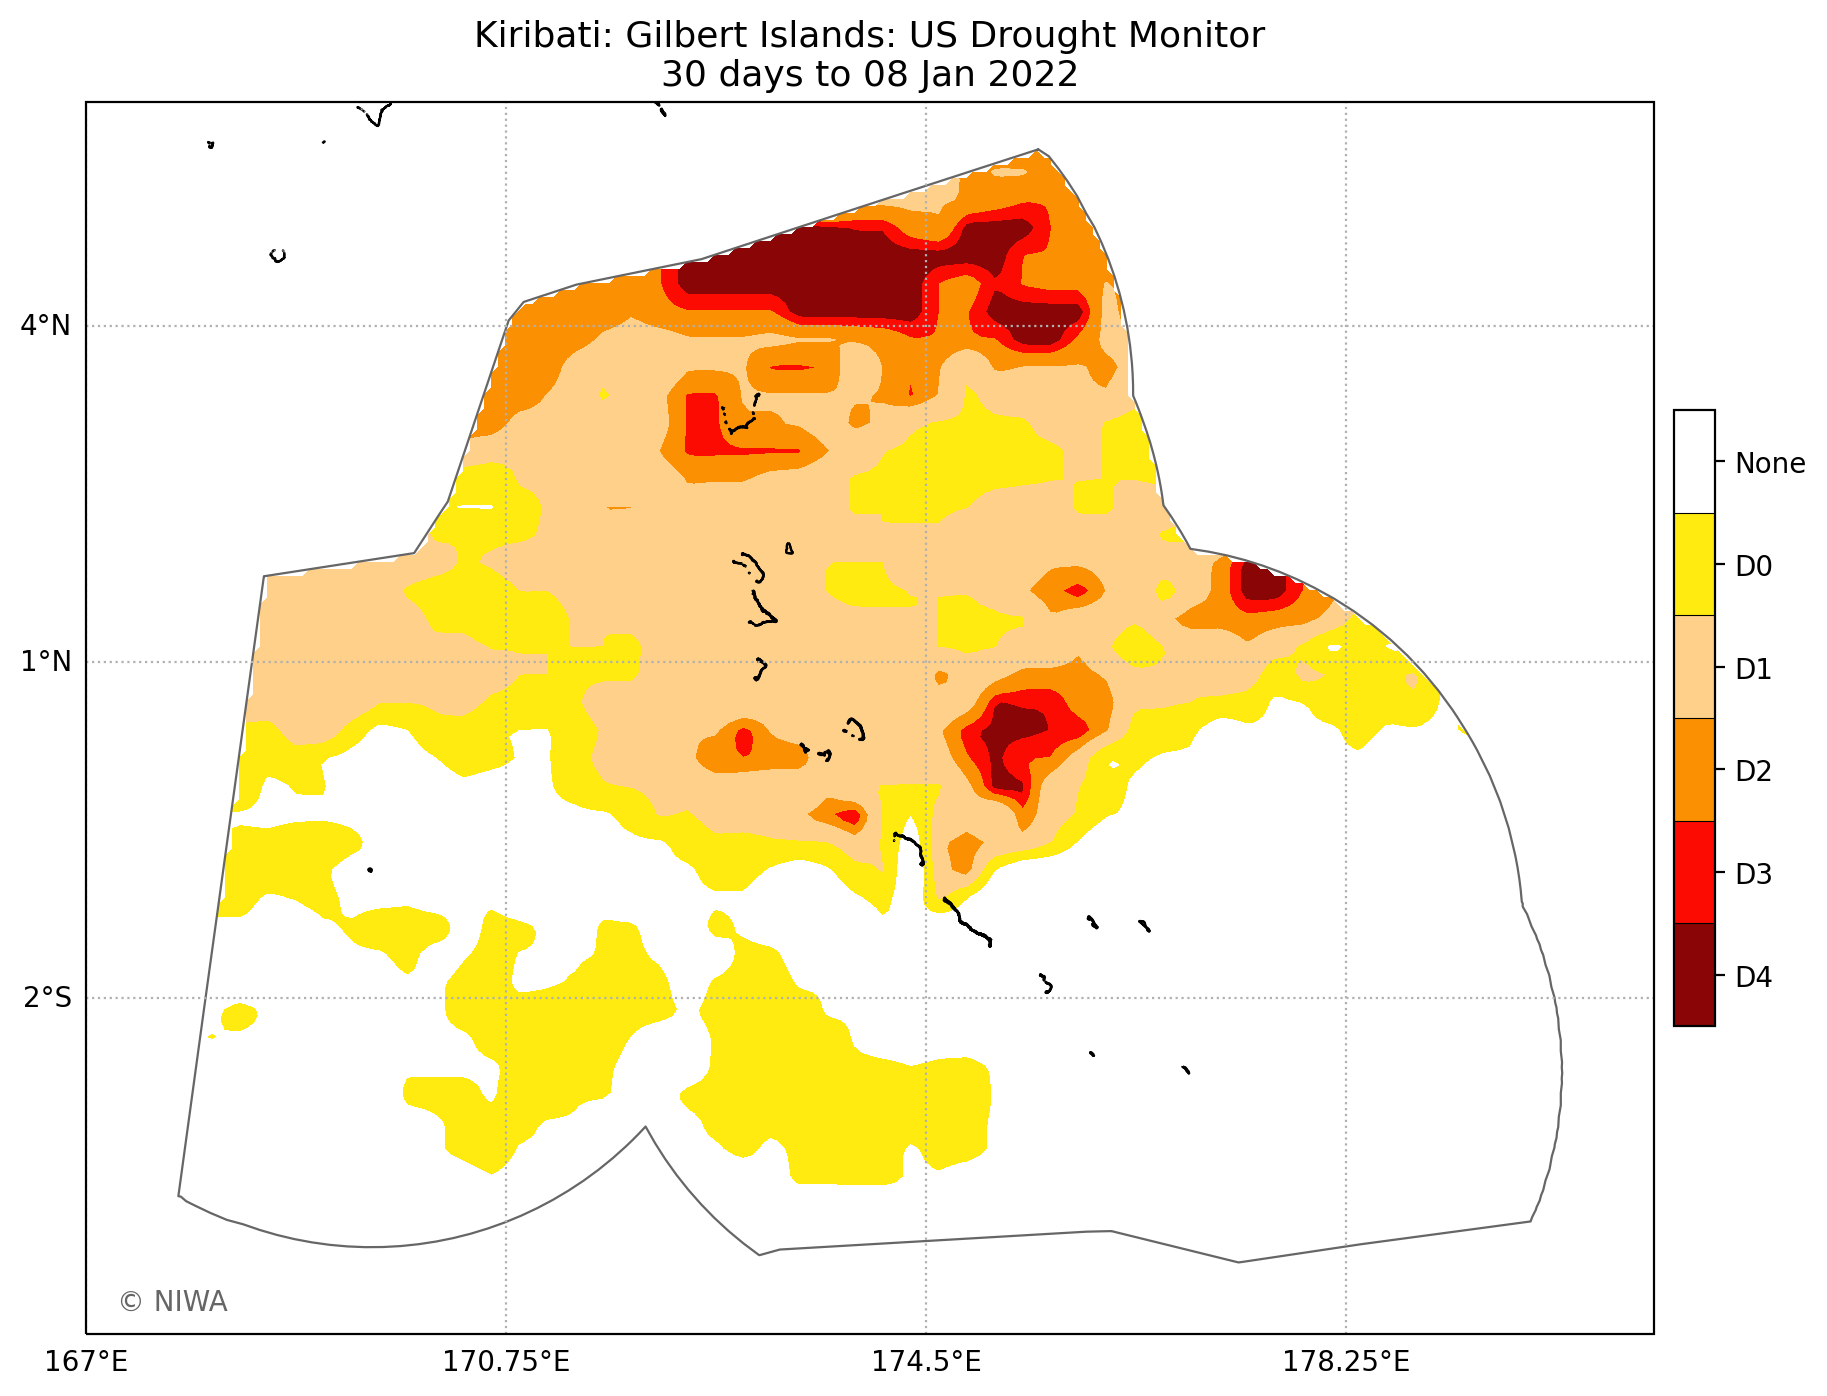 Kiribati: Gilbert Islands: US Drought Monitor
30 days to 08 Jan 2022
4°N
1°N
2°S
167°E
170.75°E
174.5°E
178.25°E
None
D0
D1
D2
D3
D4
© NIWA